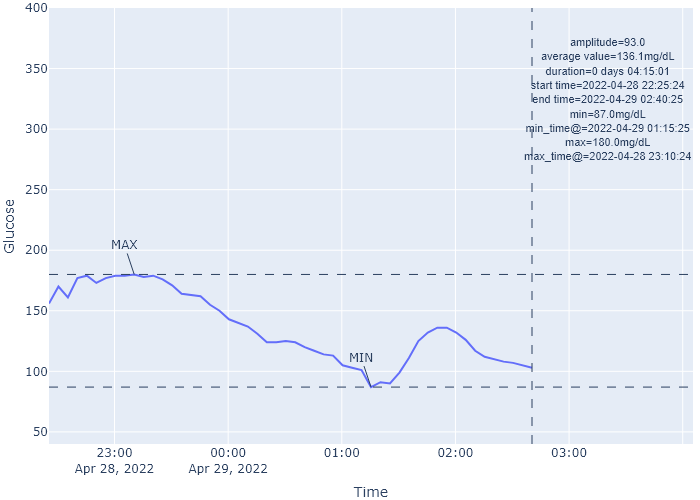 400
350
300
250
200
150
100
50
Glucose
amplitude=93.0
average value=136.1mg/dL
duration=0 days 04:15:01
start time=2022-04-28 22:25:24
end time=2022-04-29 02:40:25
min=87.0mg/dL
min_time@=2022-04-29 01:15:25
max=180.0mg/dL
max_time@=2022-04-28 23:10:24
MAX
MIN
23:00 00:00 01:00 02:00 03:00
Apr 28, 2022 Apr 29, 2022
Time